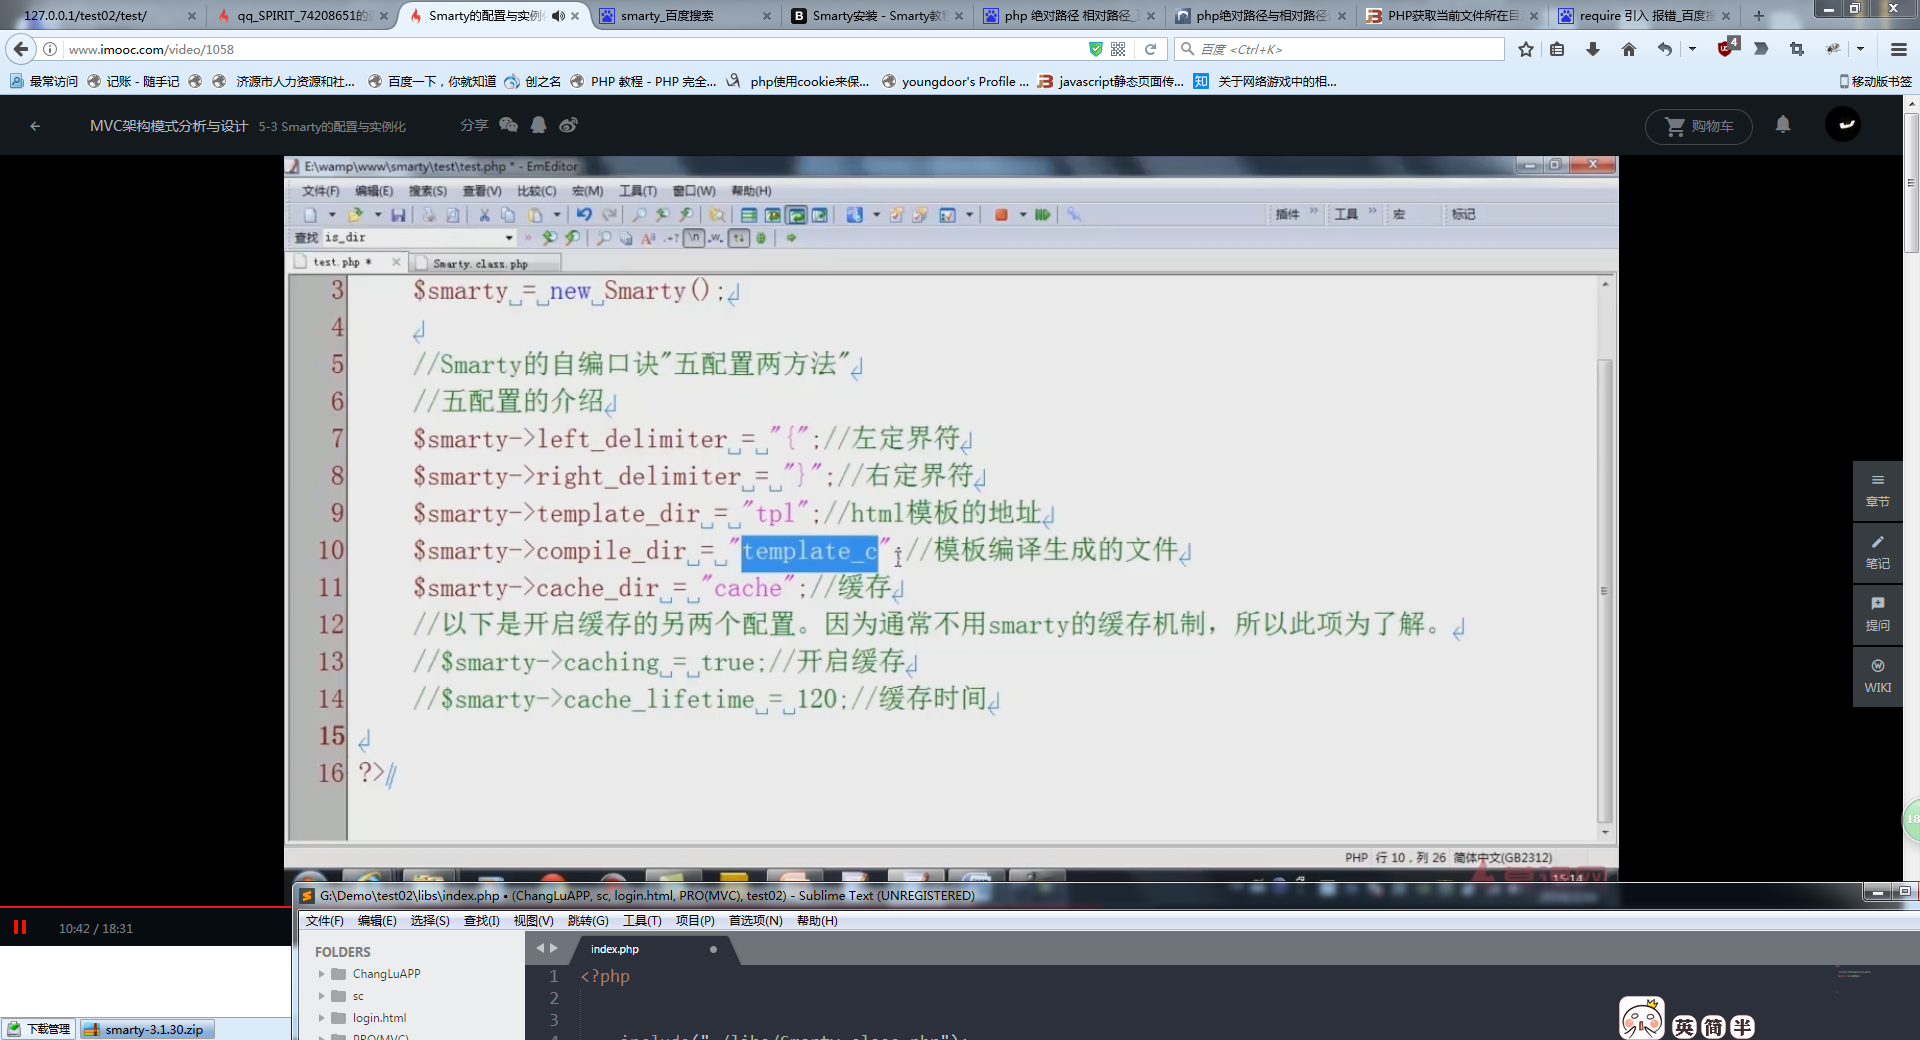 127.0.0.1/test02/test/
qq_SPIRIT_74208651的
Smarty的配置与实例
smarty_百度搜索
Smarty安装 - Smarty教
php 绝对路径 相对路径_
php绝对路径与相对路径
PHP获取当前文件所在目
require 引入 报错_百度搜
www.imooc.com/video/1058
百度 <Ctrl+K>
4
最常访问
记账 - 随手记
济源市人力资源和社...
百度一下，你就知道
创之名
PHP 教程 - PHP 完全...
php使用cookie来保...
youngdoor's Profile ...
javascript静态页面传...
知 关于网络游戏中的相...
移动版书签
MVC架构模式分析与设计
5-3 Smarty的配置与实例化
分享
购物车
E:\wamp\www\smarty\test\test.php * - EmEditor
文件(F) 编辑(E) 搜索(S) 查看(V) 比较(C) 宏(M) 工具(T) 窗口(W) 帮助(H)
插件 工具 宏 标记
查找 is_dir
test.php * Smarty.class.php
3 $smarty = new Smarty();
4
5 //Smarty的自编口诀"五配置两方法"
6 //五配置的介绍
7 $smarty->left_delimiter = "{";//左定界符
8 $smarty->right_delimiter = "}";//右定界符
9 $smarty->template_dir = "tpl";//html模板的地址
10 $smarty->compile_dir = "template_c";//模板编译生成的文件
11 $smarty->cache_dir = "cache";//缓存
12 //以下是开启缓存的另两个配置。因为通常不用smarty的缓存机制，所以此项为了解。
13 //$smarty->caching = true;//开启缓存
14 //$smarty->cache_lifetime = 120;//缓存时间
15
16 ?>
章节
笔记
提问
WIKI
18
PHP 行 10，列 26 简体中文(GB2312)
15:14
G:\Demo\test02\libs\index.php • (ChangLuAPP, sc, login.html, PRO(MVC), test02) - Sublime Text (UNREGISTERED)
文件(F) 编辑(E) 选择(S) 查找(I) 视图(V) 跳转(G) 工具(T) 项目(P) 首选项(N) 帮助(H)
10:42 / 18:31
FOLDERS
ChangLuAPP
sc
login.html
PRO(MVC)
index.php
1 <?php
2
3
4 include("./libs/Smarty.class.php");
下载管理
smarty-3.1.30.zip
英 简 半